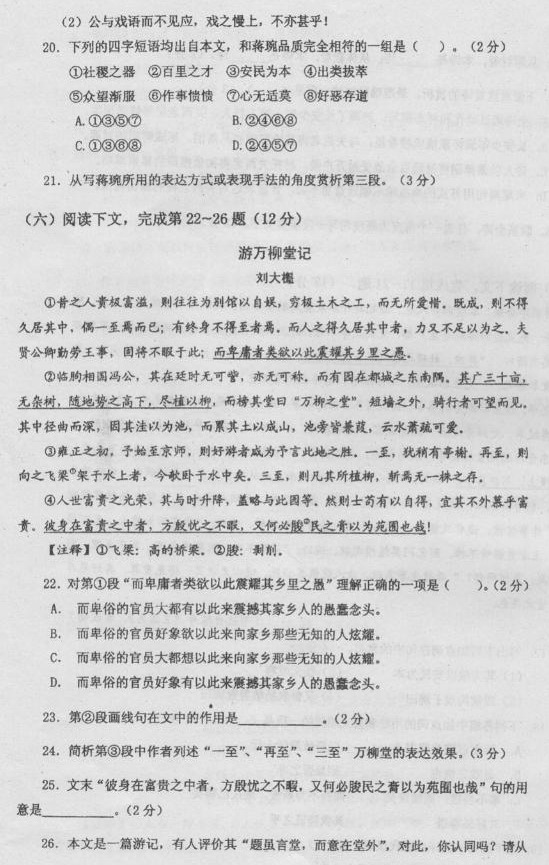 （2）公与戏语而不见应，戏之慢上，不亦甚乎！
20. 下列的四字短语均出自本文，和蒋琬品质完全相符的一组是（　）。（2分）
①社稷之器　②百里之才　③安民为本　④出类拔萃
⑤众望渐服　⑥作事愦愦　⑦心无适莫　⑧好恶存道
A. ①③⑤⑦　B. ②④⑥⑧
C. ①③⑥⑧　D. ②④⑤⑦
21. 从写蒋琬所用的表达方式或表现手法的角度赏析第三段。（3分）
（六）阅读下文，完成第22~26题（12分）
游万柳堂记
刘大櫆
①昔之人贵极富溢，则往往为别馆以自娱，穷极土木之工，而无所爱惜。既成，则不得
久居其中，偶一至焉而已；有终身不得至者焉。而人之得久居其中者，力又不足以为之。夫
贤公卿勤劳王事，固将不暇于此；而卑庸者类欲以此震耀其乡里之愚。
②临朐相国冯公，其在廷时无可訾，亦无可称。而有园在都城之东南隅。其广三十亩，
无杂树，随地势之高下，尽植以柳，而榜其堂曰“万柳之堂”。短墙之外，骑行者可望而见。
其中径曲而深，因其洼以为池，而累其土以成山，池旁皆蒹葭，云水萧疏可爱。
③雍正之初，予始至京师，则好游者咸为予言此地之胜。一至，犹稍有亭榭。再至，则
向之飞梁①架于水上者，今欹卧于水中矣。三至，则凡其所植柳，斩焉无一株之存。
④人世富贵之光荣，其与时升降，盖略与此园等。然则士苟有以自得，宜其不外慕乎富
贵。彼身在富贵之中者，方殷忧之不暇，又何必朘②民之膏以为苑囿也哉！
【注释】①飞梁：高的桥梁。②朘：剥削。
22. 对第①段“而卑庸者类欲以此震耀其乡里之愚”理解正确的一项是（　）。（2分）
A. 而卑俗的官员大都有以此来震撼其家乡人的愚蠢念头。
B. 而卑俗的官员好象欲以此来向家乡那些无知的人炫耀。
C. 而卑俗的官员大都想以此来向家乡那些无知的人炫耀。
D. 而卑俗的官员好象有以此来震撼其家乡人的愚蠢念头。
23. 第②段画线句在文中的作用是____________。（2分）
24. 简析第③段中作者列述“一至”、“再至”、“三至”万柳堂的表达效果。（3分）
25. 文末“彼身在富贵之中者，方殷忧之不暇，又何必朘民之膏以为苑囿也哉”句的用
意是__________。（2分）
26. 本文是一篇游记，有人评价其“题虽言堂，而意在堂外”，对此，你认同吗？请从